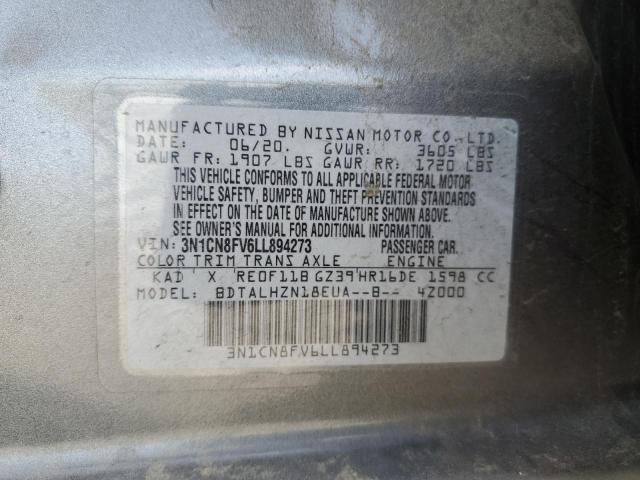 MANUFACTURED BY NISSAN MOTOR CO.,LTD.
DATE: 06/20. GVWR: 3605 LBS
GAWR FR: 1907 LBS GAWR RR: 1720 LBS
THIS VEHICLE CONFORMS TO ALL APPLICABLE FEDERAL MOTOR
VEHICLE SAFETY, BUMPER AND THEFT PREVENTION STANDARDS
IN EFFECT ON THE DATE OF MANUFACTURE SHOWN ABOVE.
SEE OWNER'S MANUAL FOR ADDITIONAL INFORMATION.
VIN: 3N1CN8FV6LL894273 PASSENGER CAR.
COLOR TRIM TRANS AXLE ENGINE
KAD X RE0F11B GZ39 HR16DE 1598 CC
MODEL: BDTALHZN18EUA--B-- 4Z000
3N1CN8FV6LL894273